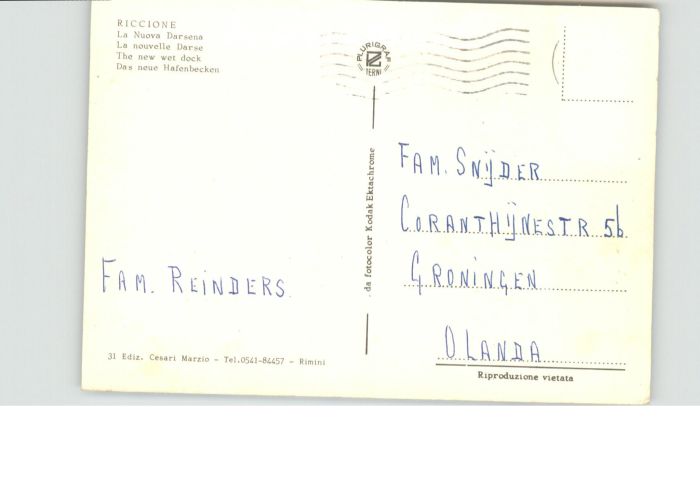 RICCIONE
La Nuova Darsena
La nouvelle Darse
The new wet dock
Das neue Hafenbecken
PLURIGRAF
TERNI
da fotocolor Kodak Ektachrome
FAM. SNIJDER
CORANTHIJNESTR 5b
GRONINGEN
OLANDA
FAM. REINDERS
31 Ediz. Cesari Marzio - Tel.0541-84457 - Rimini
Riproduzione vietata